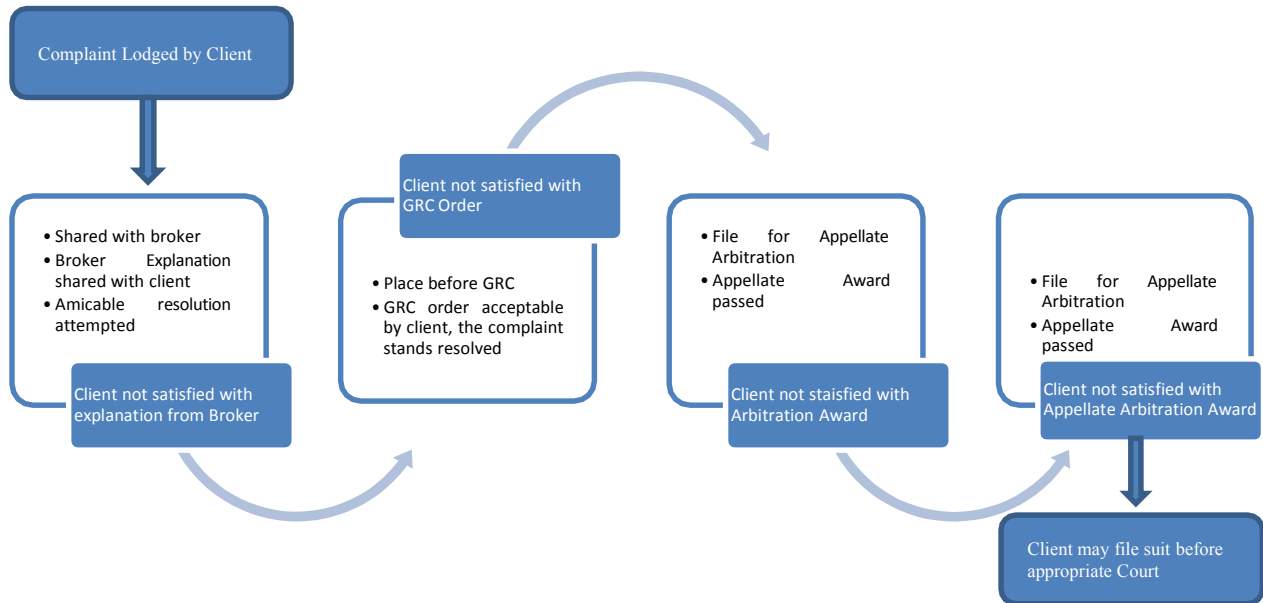 Complaint Lodged by Client
• Shared with broker
• Broker Explanation
shared with client
• Amicable resolution
attempted
Client not satisfied with
explanation from Broker
Client not satisfied with
GRC Order
• Place before GRC
• GRC order acceptable
by client, the complaint
stands resolved
• File for Appellate
Arbitration
• Appellate Award
passed
Client not staisfied with
Arbitration Award
• File for Appellate
Arbitration
• Appellate Award
passed
Client not satisfied with
Appellate Arbitration Award
Client may file suit before
appropriate Court